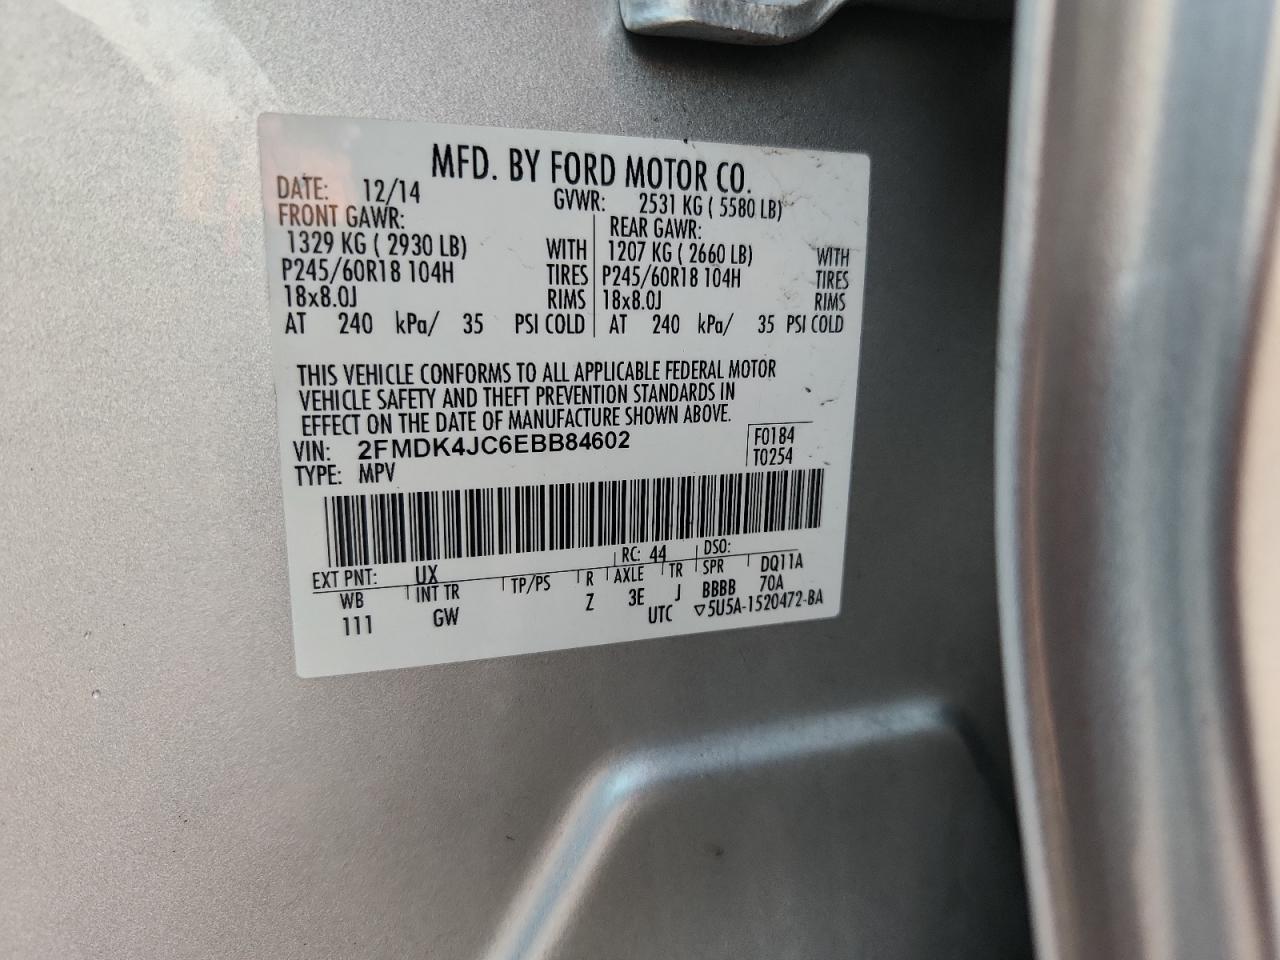 MFD. BY FORD MOTOR CO.
DATE: 12/14 GVWR: 2531 KG ( 5580 LB)
FRONT GAWR: REAR GAWR:
1329 KG ( 2930 LB) WITH 1207 KG ( 2660 LB) WITH
P245/60R18 104H TIRES P245/60R18 104H TIRES
18x8.0J RIMS 18x8.0J RIMS
AT 240 kPa/ 35 PSI COLD AT 240 kPa/ 35 PSI COLD
THIS VEHICLE CONFORMS TO ALL APPLICABLE FEDERAL MOTOR
VEHICLE SAFETY AND THEFT PREVENTION STANDARDS IN
EFFECT ON THE DATE OF MANUFACTURE SHOWN ABOVE.
VIN: 2FMDK4JC6EBB84602 F0184
TYPE: MPV T0254
EXT PNT: UX RC: 44 DSO:
WB INT TR TP/PS R AXLE TR SPR DQ11A
111 GW Z 3E J BBBB 70A
UTC ▽5U5A-1520472-BA